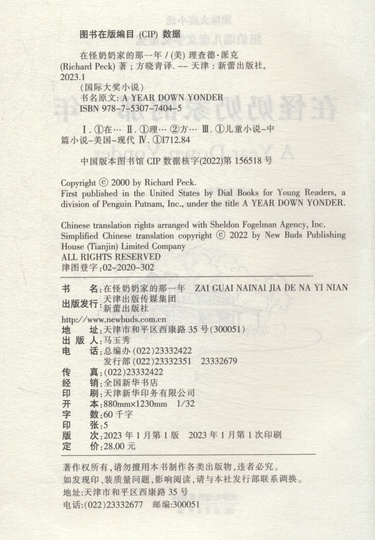 图书在版编目 (CIP) 数据
在怪奶奶家的那一年 / (美) 理查德·派克
(Richard Peck) 著 ; 方晓青译. -- 天津 : 新蕾出版社,
2023.1
(国际大奖小说)
书名原文: A YEAR DOWN YONDER
ISBN 978-7-5307-7404-5
Ⅰ. ①在… Ⅱ. ①理… ②方… Ⅲ. ①儿童小说-中
篇小说-美国-现代 Ⅳ. ①I712.84
中国版本图书馆 CIP 数据核字(2022)第 156518 号
Copyright © 2000 by Richard Peck.
First published in the United States by Dial Books for Young Readers, a
division of Penguin Putnam, Inc., under the title A YEAR DOWN YONDER.
Chinese translation rights arranged with Sheldon Fogelman Agency, Inc.
Simplified Chinese translation copyright © 2022 by New Buds Publishing
House (Tianjin) Limited Company
ALL RIGHTS RESERVED
津图登字: 02-2020-302
书 名: 在怪奶奶家的那一年 ZAI GUAI NAINAI JIA DE NA YI NIAN
出版发行: 天津出版传媒集团
新蕾出版社
http://www.newbuds.com.cn
地 址: 天津市和平区西康路 35 号(300051)
出 版 人: 马玉秀
电 话: 总编办 (022)23332422
发行部 (022)23332351 23332679
传 真: (022)23332422
经 销: 全国新华书店
印 刷: 天津新华印务有限公司
开 本: 880mm×1230mm 1/32
字 数: 60 千字
印 张: 5
版 次: 2023 年 1 月第 1 版 2023 年 1 月第 1 次印刷
定 价: 28.00 元
著作权所有, 请勿擅用本书制作各类出版物, 违者必究。
如发现印、装质量问题, 影响阅读, 请与本社发行部联系调换。
地址: 天津市和平区西康路 35 号
电话: (022)23332677 邮编: 300051